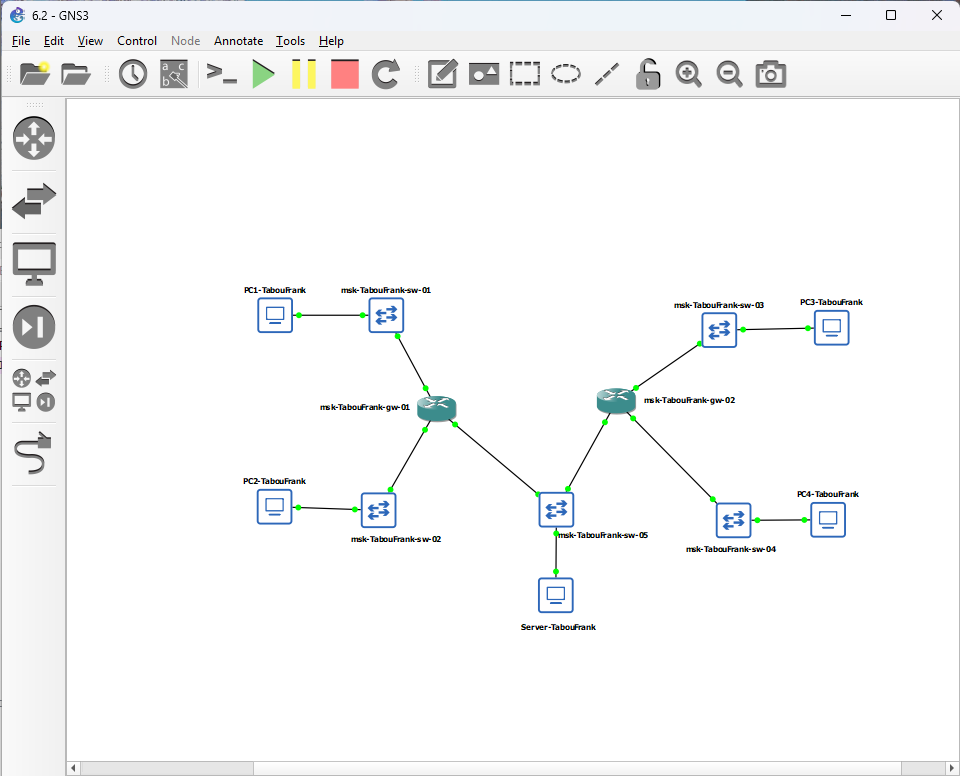 6.2 - GNS3
File Edit View Control Node Annotate Tools Help
PC1-TabouFrank
msk-TabouFrank-sw-01
msk-TabouFrank-sw-03
PC3-TabouFrank
msk-TabouFrank-gw-01
msk-TabouFrank-gw-02
PC2-TabouFrank
msk-TabouFrank-sw-02
msk-TabouFrank-sw-05
PC4-TabouFrank
msk-TabouFrank-sw-04
Server-TabouFrank